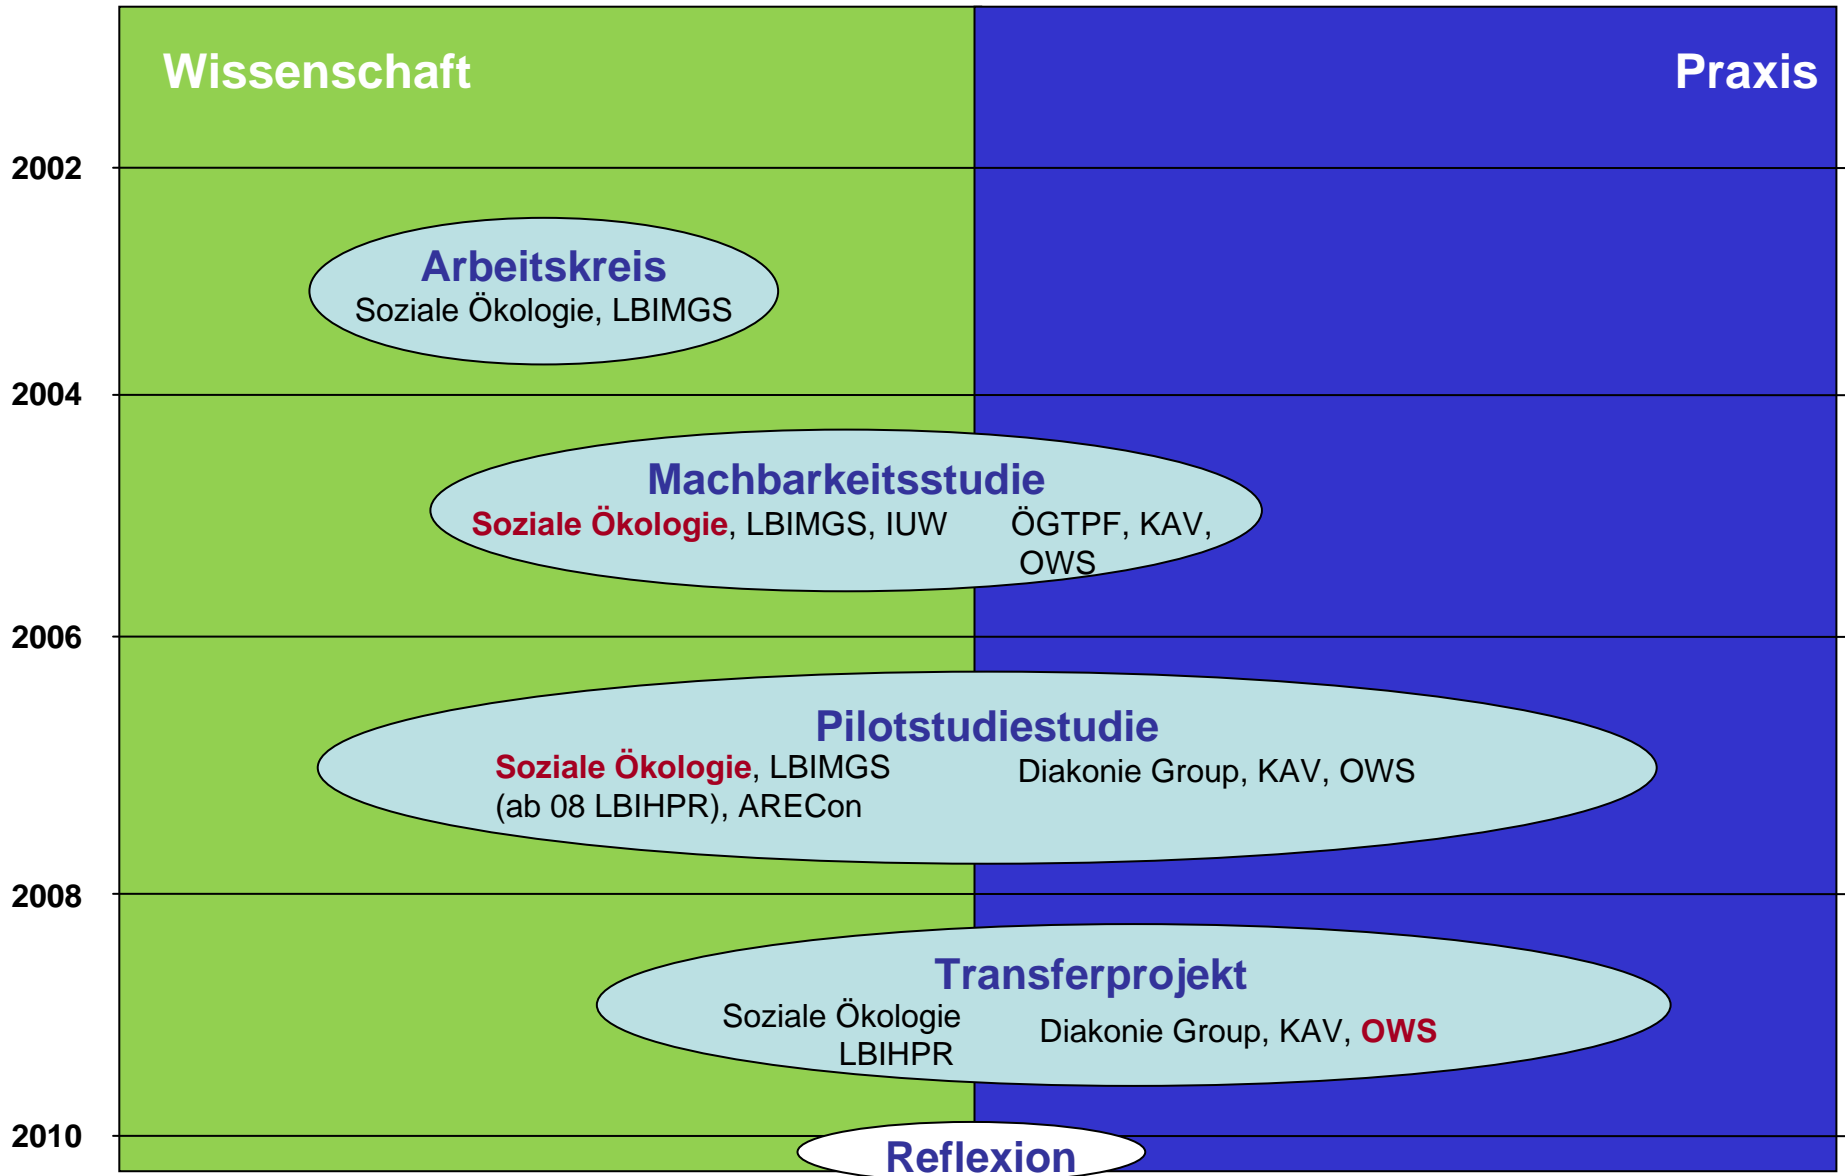 Wissenschaft
Praxis
2002
Arbeitskreis
Soziale Ökologie, LBIMGS
2004
Machbarkeitsstudie
Soziale Ökologie, LBIMGS, IUW
ÖGTPF, KAV,
OWS
2006
Pilotstudiestudie
Soziale Ökologie, LBIMGS
(ab 08 LBIHPR), ARECon
Diakonie Group, KAV, OWS
2008
Transferprojekt
Soziale Ökologie
LBIHPR
Diakonie Group, KAV, OWS
2010
Reflexion